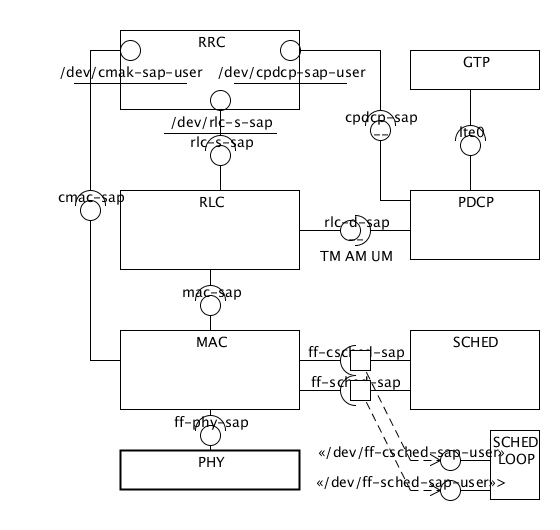 RRC
GTP
/dev/cmak-sap-user
/dev/cpdcp-sap-user
/dev/rlc-s-sap
cpdcp-sap
lte0
rlc-s-sap
cmac-sap
RLC
PDCP
rlc-d-sap
TM AM UM
mac-sap
MAC
SCHED
ff-csched-sap
ff-sched-sap
ff-phy-sap
PHY
SCHED
LOOP
«/dev/ff-csched-sap-user»
«/dev/ff-sched-sap-user»>